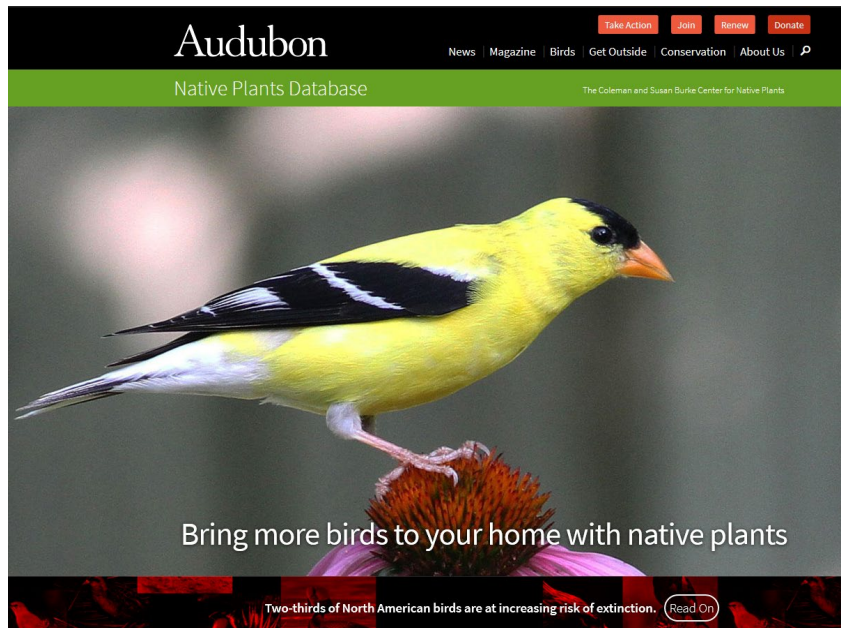 Take Action Join Renew Donate
Audubon
News Magazine Birds Get Outside Conservation About Us
Native Plants Database
The Coleman and Susan Burke Center for Native Plants
Bring more birds to your home with native plants
Two-thirds of North American birds are at increasing risk of extinction. Read On